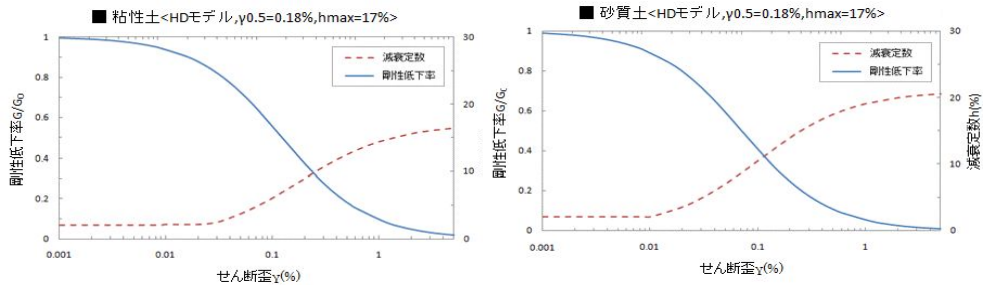 ■ 粘性土<HDモデル,γ0.5=0.18%,hmax=17%>
1
0.8
0.6
0.4
0.2
0
剛性低下率G/G0
減衰定数
剛性低下率
30
20
10
0
0.001
0.01
0.1
1
せん断歪γ(%)
■ 砂質土<HDモデル,γ0.5=0.18%,hmax=17%>
1
0.8
0.6
0.4
0.2
0
剛性低下率G/G
減衰定数
剛性低下率
30
20
10
0
減衰定数h(%)
0.001
0.01
0.1
1
せん断歪γ(%)